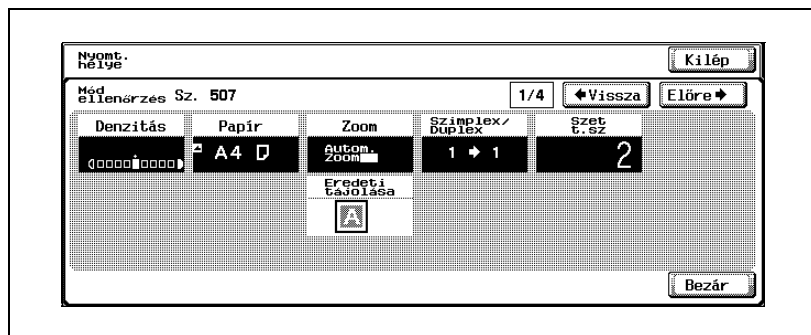 Nyomt.
helye
Kilép
Mód
ellenőrzés Sz. 507
1/4
Vissza
Előre
Denzitás
Papír
Zoom
Szimplex/
Duplex
Szet
t.sz
A4
Autom.
zoom
1 → 1
2
Eredeti
tájolása
A
Bezár